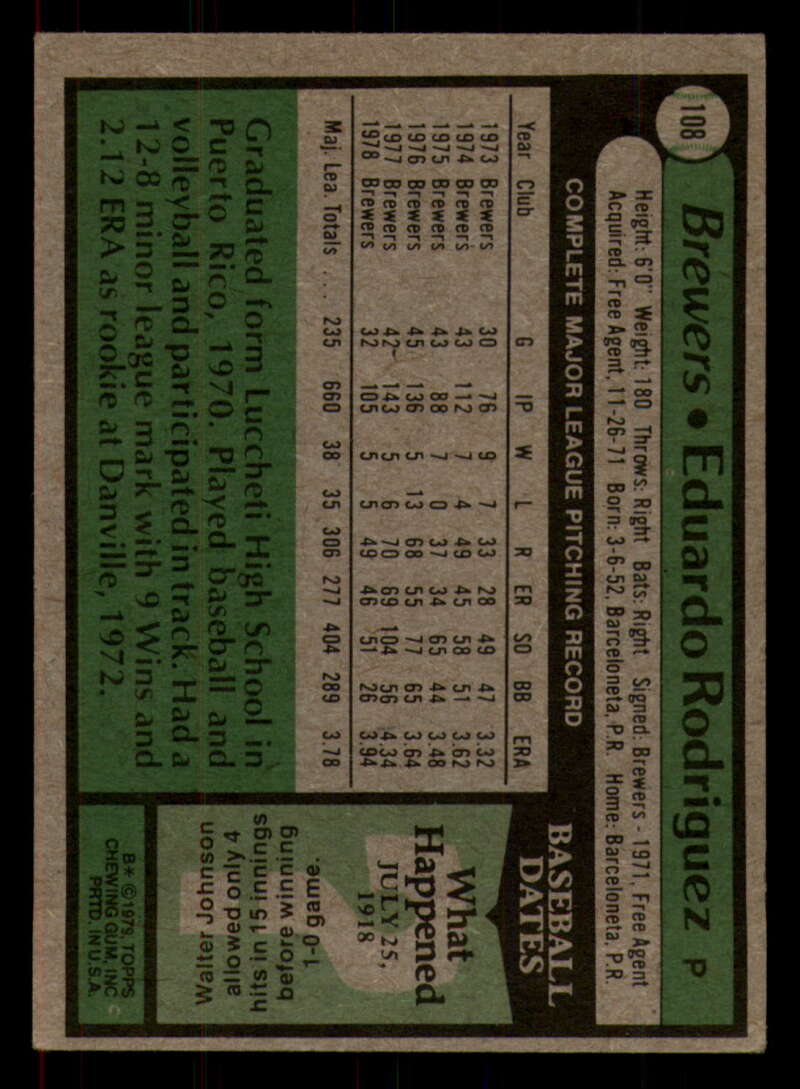 108
Brewers • Eduardo Rodriguez P
Height: 6'0" Weight: 180 Throws: Right Bats: Right Signed: Brewers - 1971, Free Agent
Acquired: Free Agent, 11-26-71 Born: 3-6-52, Barceloneta, P.R. Home: Barceloneta, P.R.
COMPLETE MAJOR LEAGUE PITCHING RECORD
Year Club G IP W L R ER SO BB ERA
1973 Brewers 30 76 9 7 33 28 49 47 3.32
1974 Brewers 43 112 7 4 49 45 58 51 3.62
1975 Brewers 43 88 7 0 37 34 65 44 3.48
1976 Brewers 45 136 5 13 68 55 77 65 3.64
1977 Brewers 42 143 5 6 70 69 104 56 4.34
1978 Brewers 32 105 5 5 49 46 51 26 3.94
Maj. Lea. Totals .... 235 660 38 35 306 277 404 289 3.78
Graduated form Luccheti High School in
Puerto Rico, 1970. Played baseball and
volleyball and participated in track. Had a
12-8 minor league mark with 9 Wins and
2.12 ERA as rookie at Danville, 1972.
BASEBALL
DATES
What
Happened
JULY 25,
1918
Walter Johnson
allowed only 4
hits in 15 innings
before winning
1-0 game.
B* © 1979, TOPPS
CHEWING GUM, INC
PRTD. IN U.S.A.
C